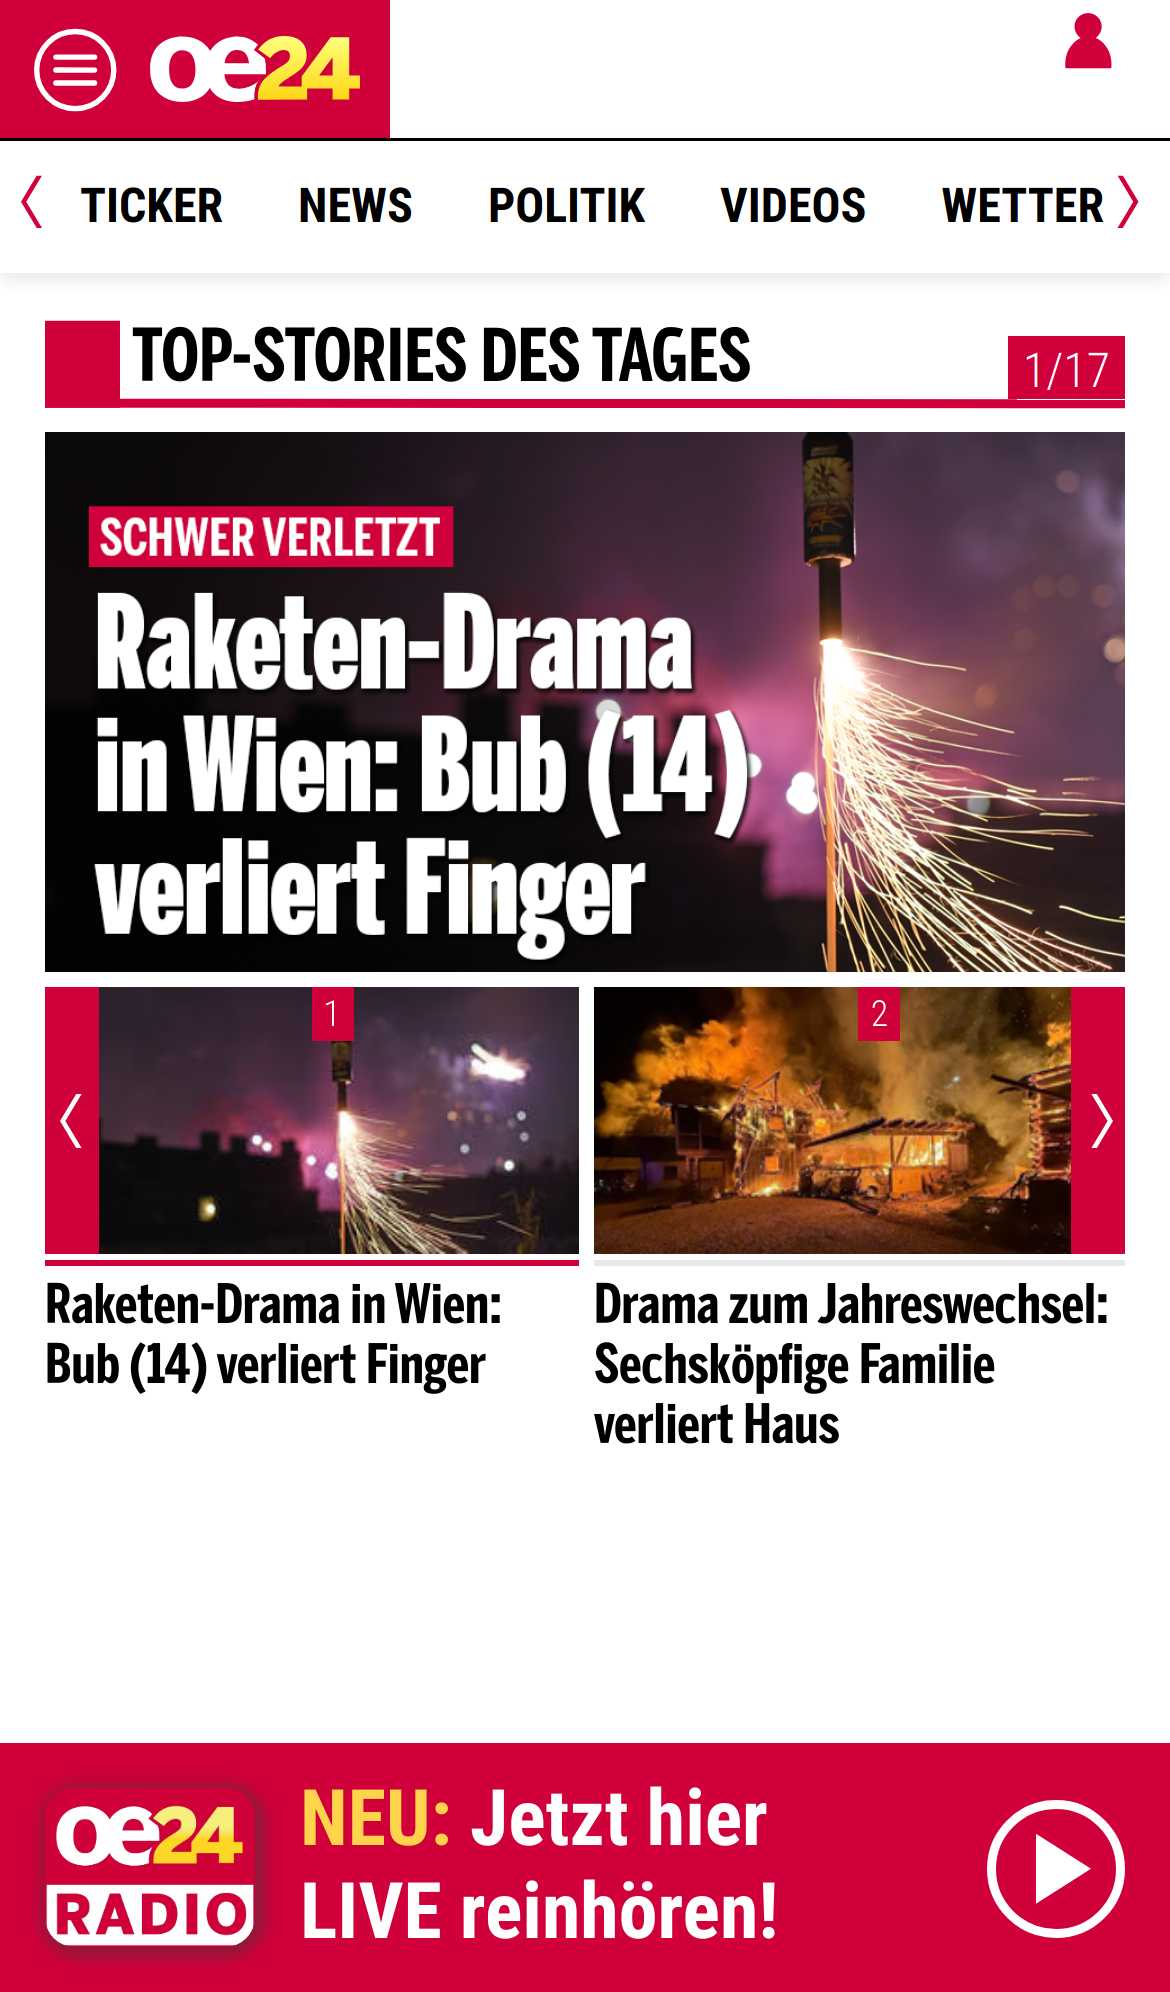 oe24
TICKER NEWS POLITIK VIDEOS WETTER
TOP-STORIES DES TAGES
1/17
SCHWER VERLETZT
Raketen-Drama
in Wien: Bub (14)
verliert Finger
1
2
Raketen-Drama in Wien:
Bub (14) verliert Finger
Drama zum Jahreswechsel:
Sechsköpfige Familie
verliert Haus
oe24
RADIO
NEU: Jetzt hier
LIVE reinhören!